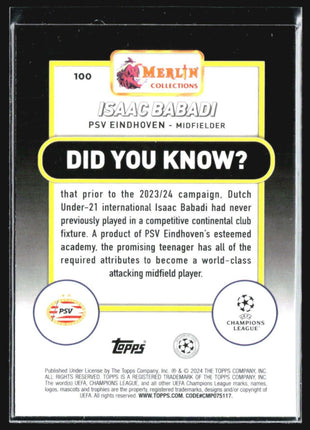 100
MERLIN
COLLECTIONS
ISAAC BABADI
PSV EINDHOVEN - MIDFIELDER
DID YOU KNOW?
that prior to the 2023/24 campaign, Dutch
Under-21 international Isaac Babadi had never
previously played in a competitive continental club
fixture. A product of PSV Eindhoven's esteemed
academy, the promising teenager has all of the
required attributes to become a world-class
attacking midfield player.
PSV
UEFA
CHAMPIONS
LEAGUE®
Topps
Published Under License by The Topps Company, Inc. ® & © 2024 THE TOPPS COMPANY, INC.
ALL RIGHTS RESERVED. TOPPS IS A REGISTERED TRADEMARK OF THE TOPPS COMPANY, INC.
The word(s) UEFA, CHAMPIONS LEAGUE, and all other UEFA Champions League marks, names,
logos, mascots and trophies are the property, registered trademarks, designs and/or copyright
of UEFA. All rights reserved. WWW.TOPPS.COM. CODE#CMP075117.